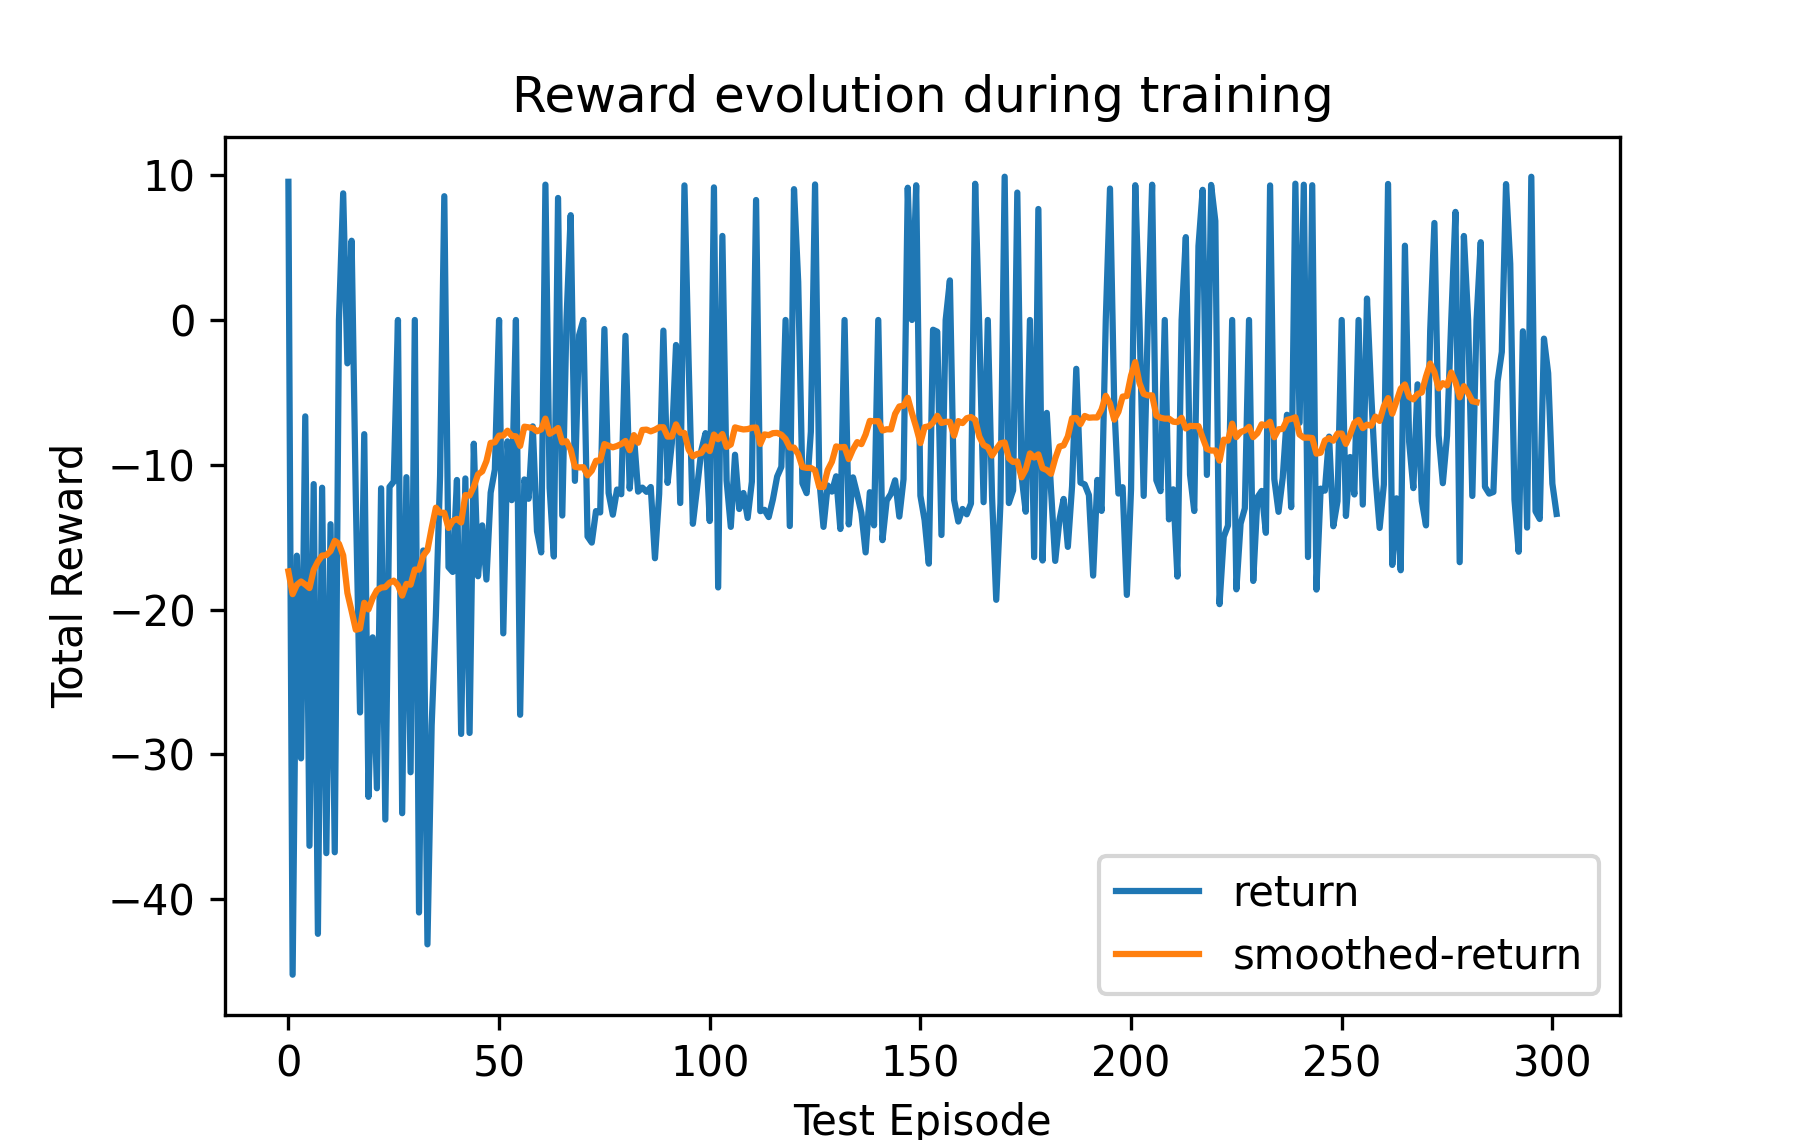 Reward evolution during training
10
0
−10
−20
−30
−40
Total Reward
return
smoothed-return
0 50 100 150 200 250 300
Test Episode